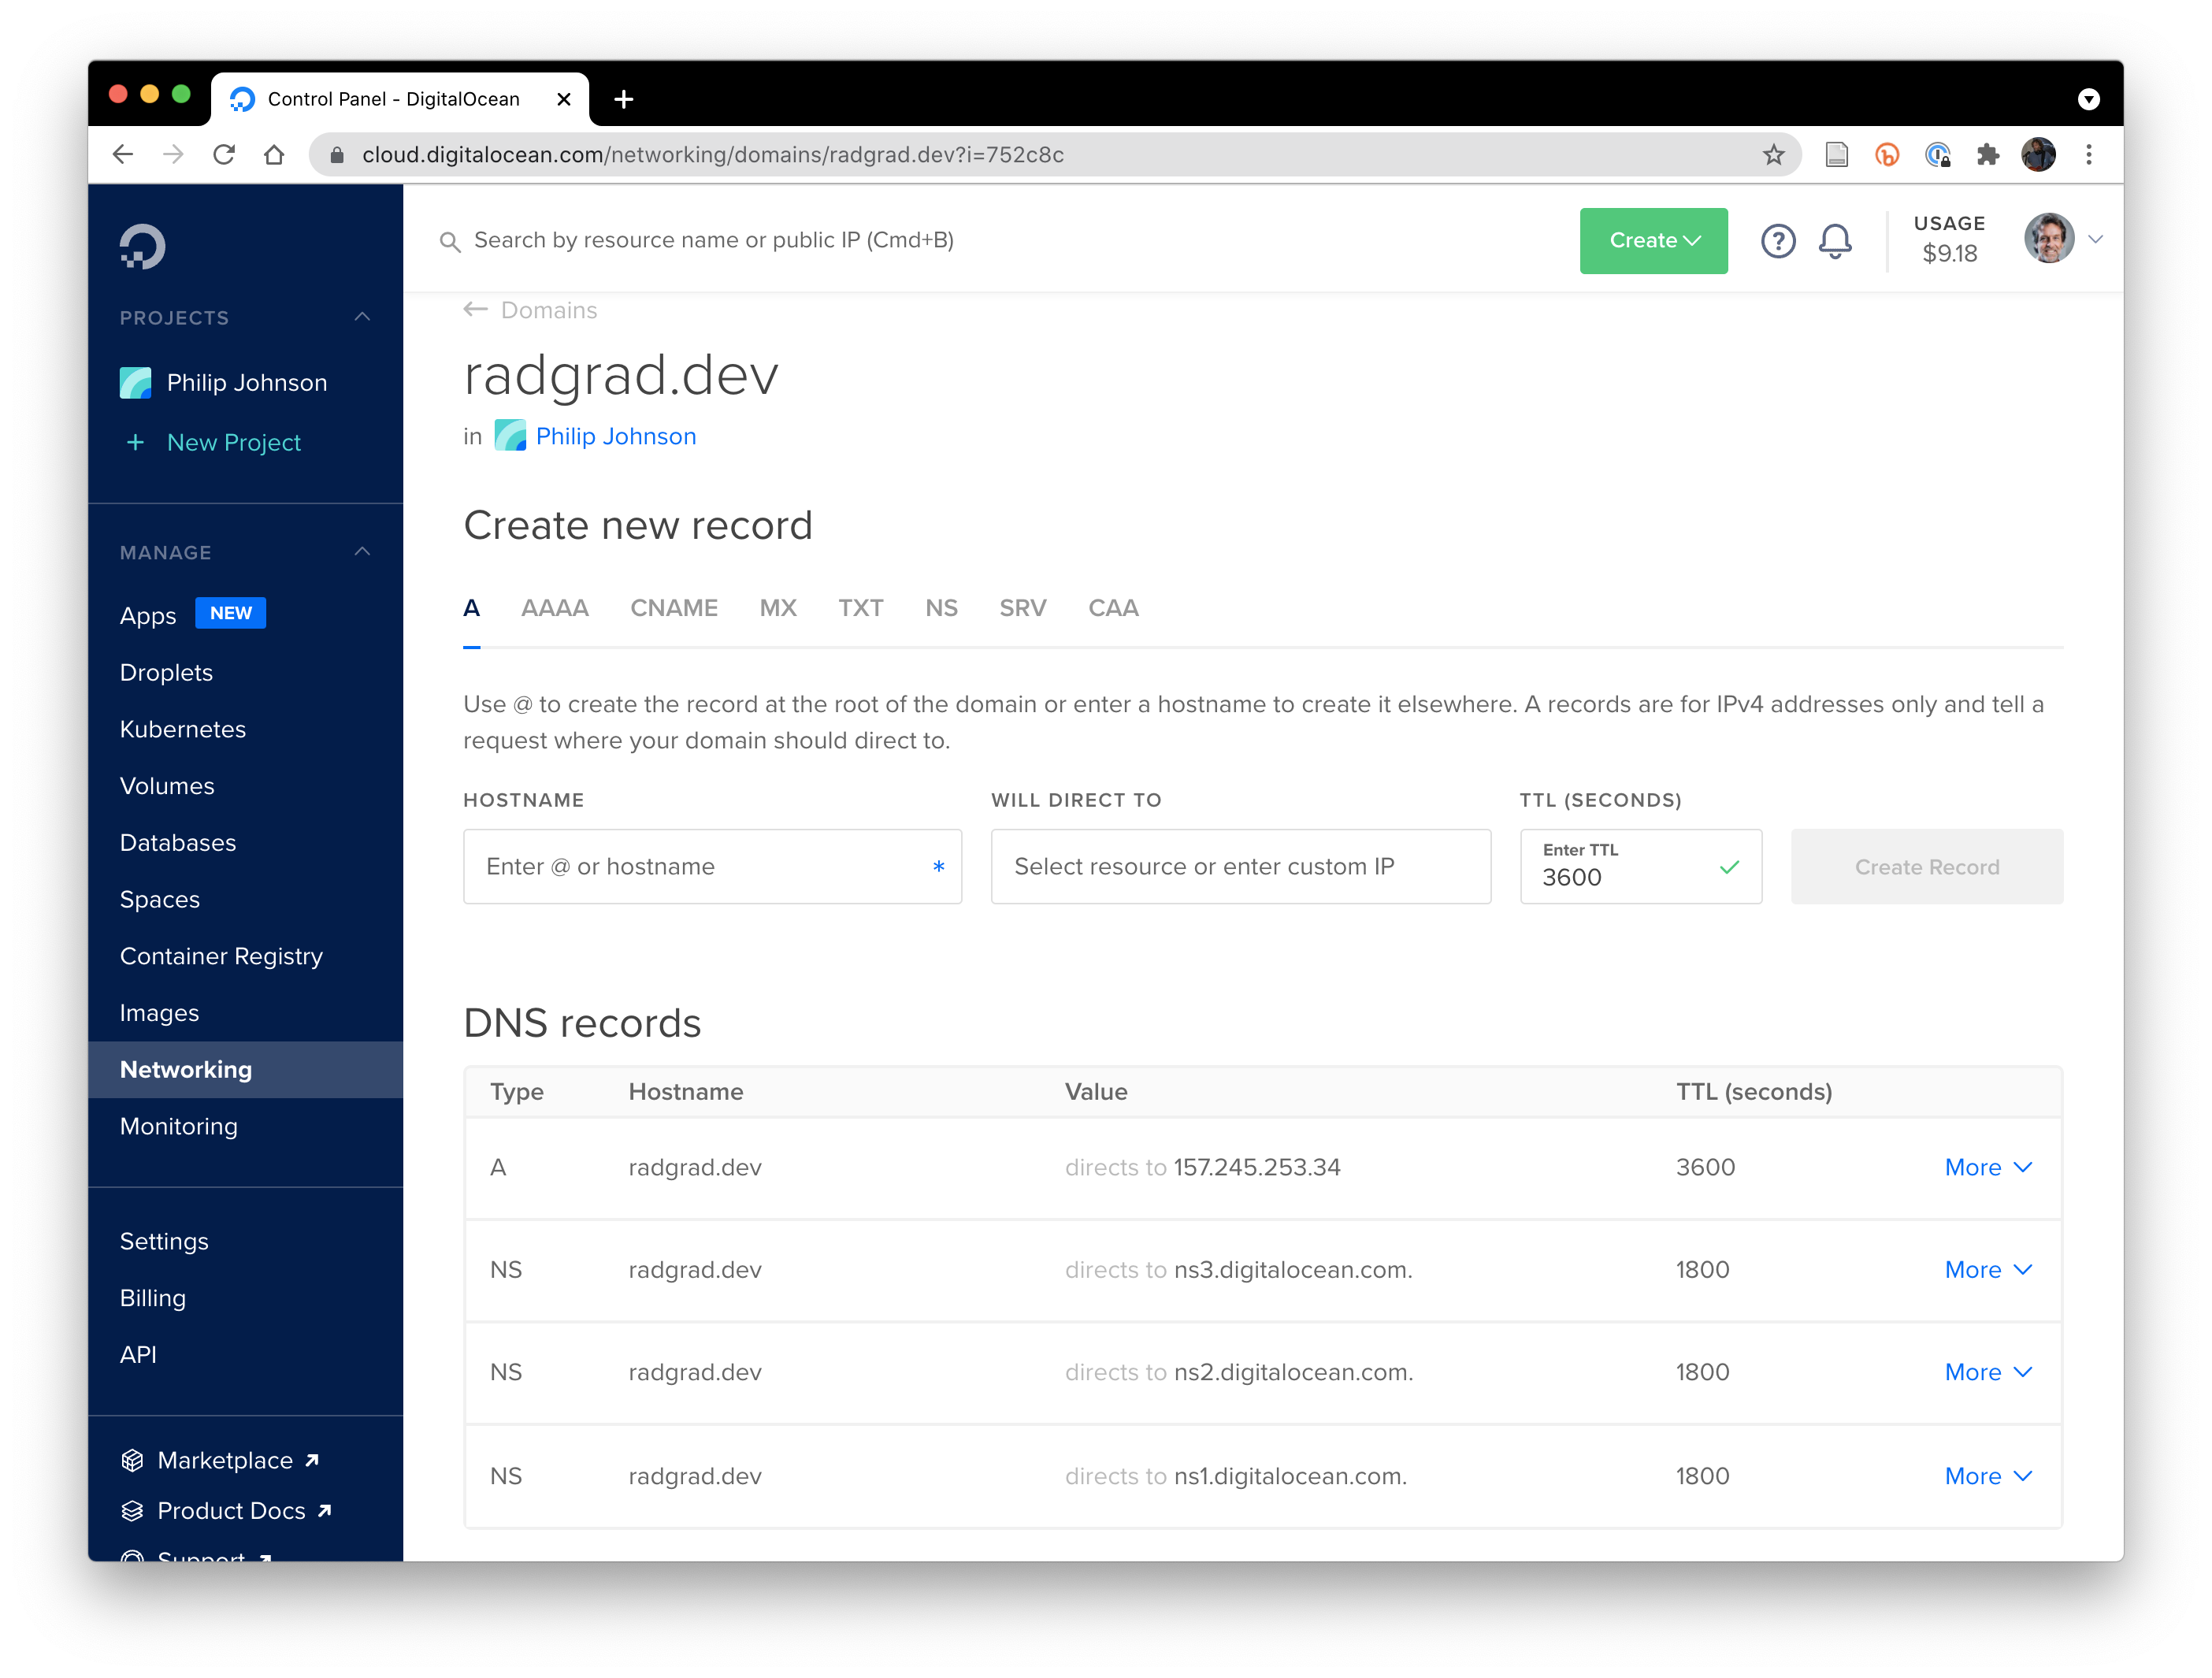 Control Panel - DigitalOcean
cloud.digitalocean.com/networking/domains/radgrad.dev?i=752c8c
PROJECTS
Philip Johnson
+ New Project
MANAGE
Apps NEW
Droplets
Kubernetes
Volumes
Databases
Spaces
Container Registry
Images
Networking
Monitoring
Settings
Billing
API
Marketplace
Product Docs
Support
Search by resource name or public IP (Cmd+B)
Create
USAGE
$9.18
← Domains
radgrad.dev
in Philip Johnson
Create new record
A AAAA CNAME MX TXT NS SRV CAA
Use @ to create the record at the root of the domain or enter a hostname to create it elsewhere. A records are for IPv4 addresses only and tell a
request where your domain should direct to.
HOSTNAME WILL DIRECT TO TTL (SECONDS)
Enter @ or hostname * Select resource or enter custom IP Enter TTL
3600
Create Record
DNS records
Type Hostname Value TTL (seconds)
A radgrad.dev directs to 157.245.253.34 3600 More
NS radgrad.dev directs to ns3.digitalocean.com. 1800 More
NS radgrad.dev directs to ns2.digitalocean.com. 1800 More
NS radgrad.dev directs to ns1.digitalocean.com. 1800 More